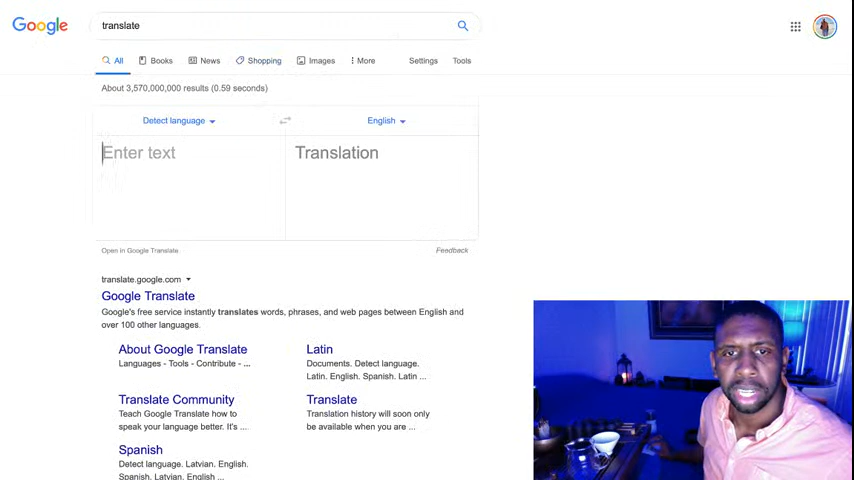 Google
translate
All Books News Shopping Images More Settings Tools
About 3,570,000,000 results (0.59 seconds)
Detect language English
Enter text Translation
Open in Google Translate Feedback
translate.google.com
Google Translate
Google's free service instantly translates words, phrases, and web pages between English and
over 100 other languages.
About Google Translate
Languages - Tools - Contribute - ...
Latin
Documents. Detect language.
Latin. English. Spanish. Latin ...
Translate Community
Teach Google Translate how to
speak your language better. It's ...
Translate
Translation history will soon only
be available when you are ...
Spanish
Detect language. Latvian. English.
Spanish. Latvian. English ...